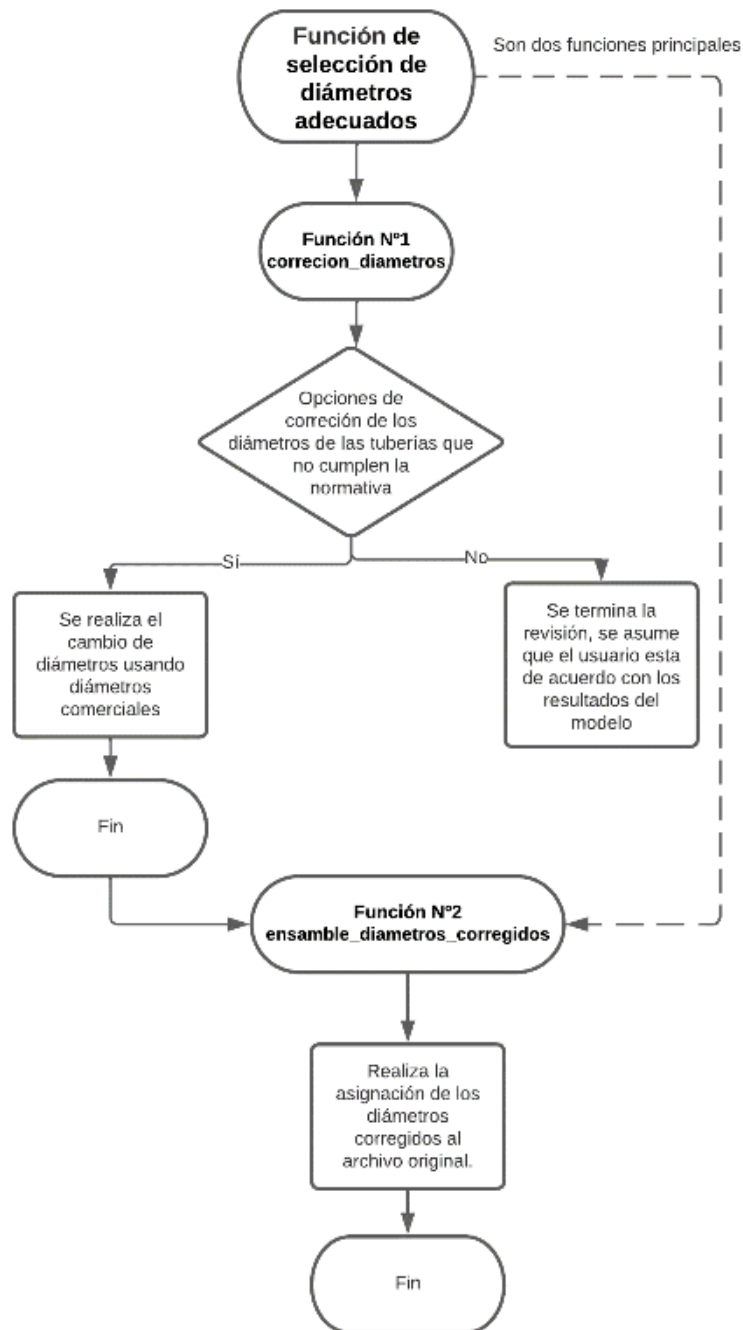 Función de
selección de
diámetros
adecuados
Son dos funciones principales
Función Nº1
correcion_diametros
Opciones de
correción de los
diámetros de las tuberías que
no cumplen la
normativa
Sí
No
Se realiza el
cambio de
diámetros usando
diámetros
comerciales
Se termina la
revisión, se asume
que el usuario esta
de acuerdo con los
resultados del
modelo
Fin
Función Nº2
ensamble_diametros_corregidos
Realiza la
asignación de los
diámetros
corregidos al
archivo original.
Fin